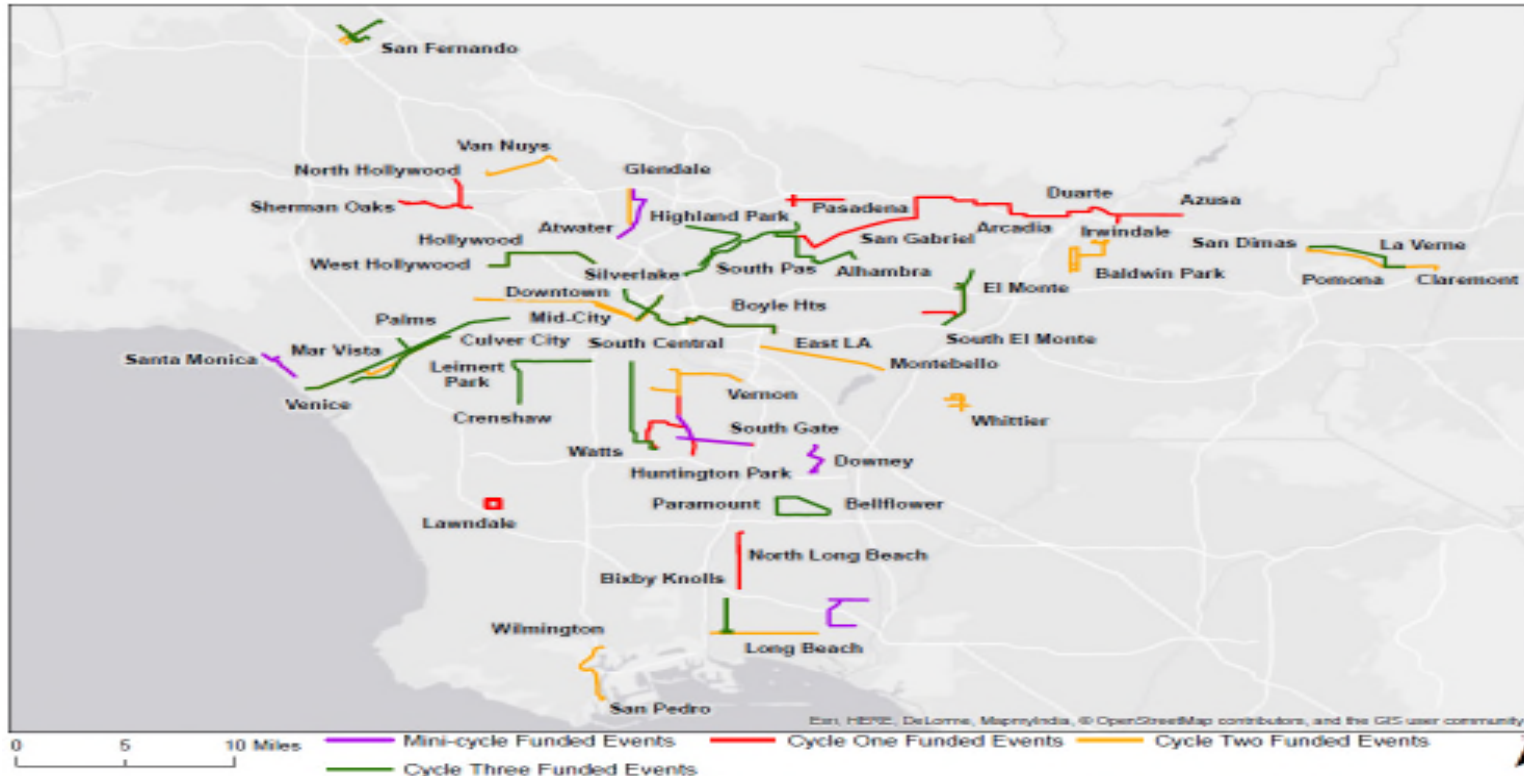 San Fernando
Van Nuys
North Hollywood
Glendale
Sherman Oaks
Pasadena
Duarte
Azusa
Highland Park
Atwater
Arcadia
Irwindale
San Gabriel
Hollywood
San Dimas
La Verne
West Hollywood
Silverlake
South Pas
Alhambra
Baldwin Park
Pomona
Claremont
El Monte
Downtown
Boyle Hts
Palms
Mid-City
Culver City
South Central
East LA
South El Monte
Mar Vista
Santa Monica
Leimert
Park
Montebello
Venice
Vernon
Crenshaw
Whittier
South Gate
Watts
Downey
Huntington Park
Paramount
Bellflower
Lawndale
North Long Beach
Bixby Knolls
Wilmington
Long Beach
San Pedro
Esri, HERE, DeLorme, MapmyIndia, © OpenStreetMap contributors, and the GIS user community
0 5 10 Miles
Mini-cycle Funded Events Cycle One Funded Events Cycle Two Funded Events
Cycle Three Funded Events